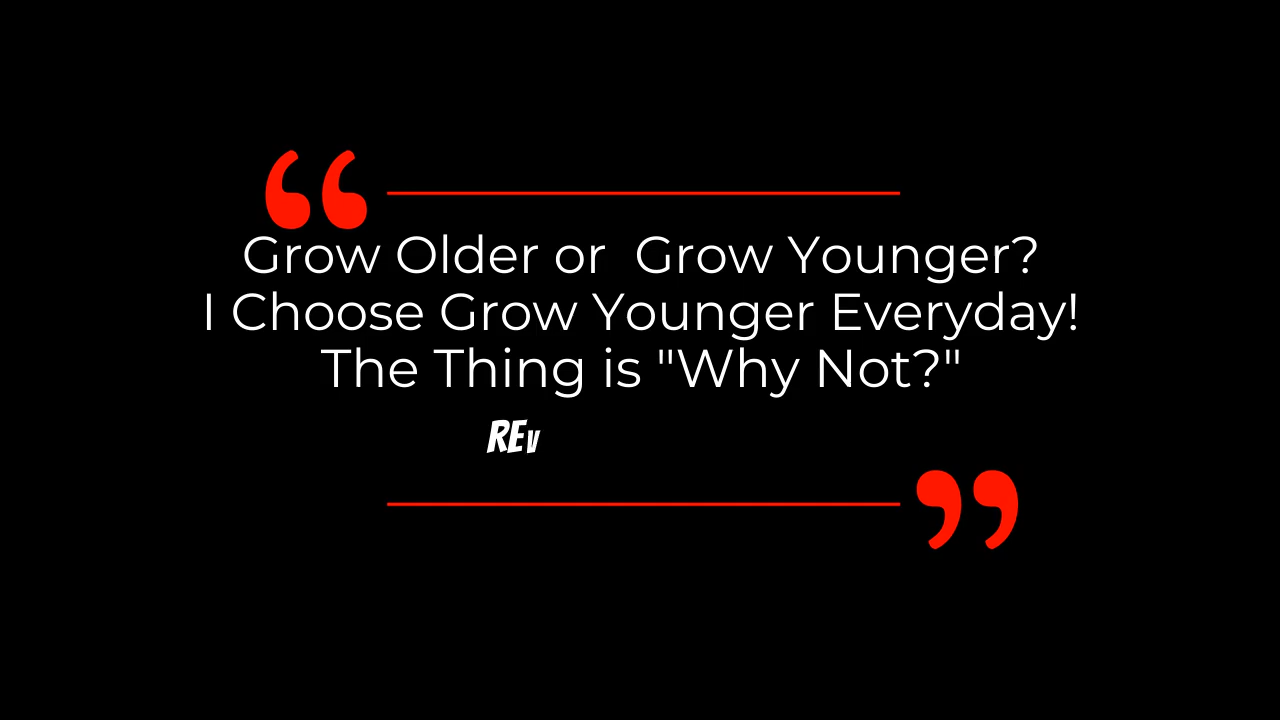 Grow Older or  Grow Younger?
I Choose Grow Younger Everyday!
The Thing is "Why Not?"
REV